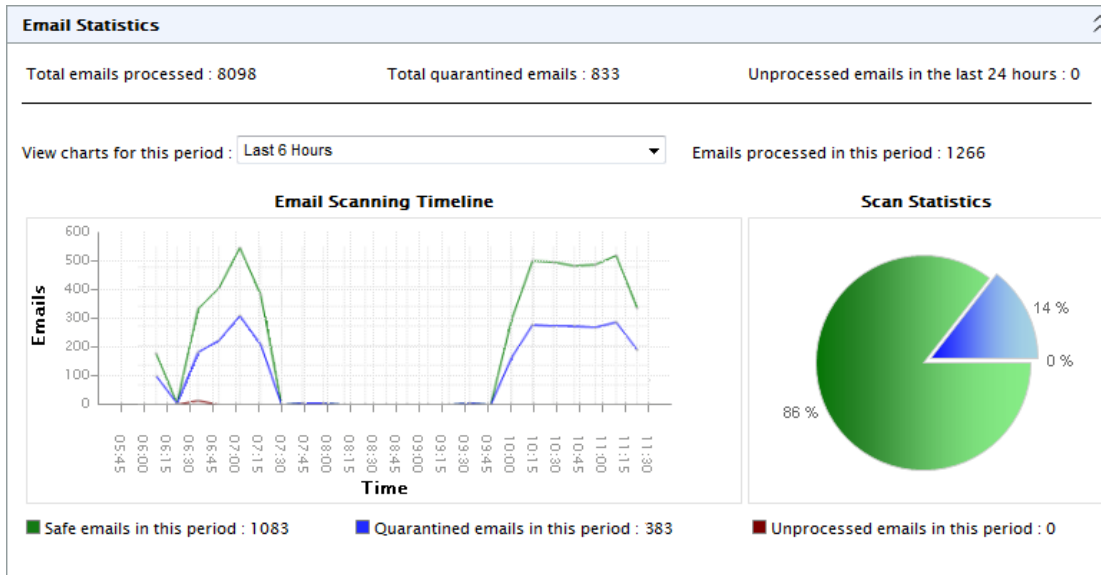 Email Statistics
Total emails processed : 8098 Total quarantined emails : 833 Unprocessed emails in the last 24 hours : 0
View charts for this period : Last 6 Hours Emails processed in this period : 1266
Email Scanning Timeline
Emails
600
500
400
300
200
100
0
05:45 06:00 06:15 06:30 06:45 07:00 07:15 07:30 07:45 08:00 08:15 08:30 08:45 09:00 09:15 09:30 09:45 10:00 10:15 10:30 10:45 11:00 11:15 11:30
Time
Scan Statistics
14 %
0 %
86 %
Safe emails in this period : 1083 Quarantined emails in this period : 383 Unprocessed emails in this period : 0